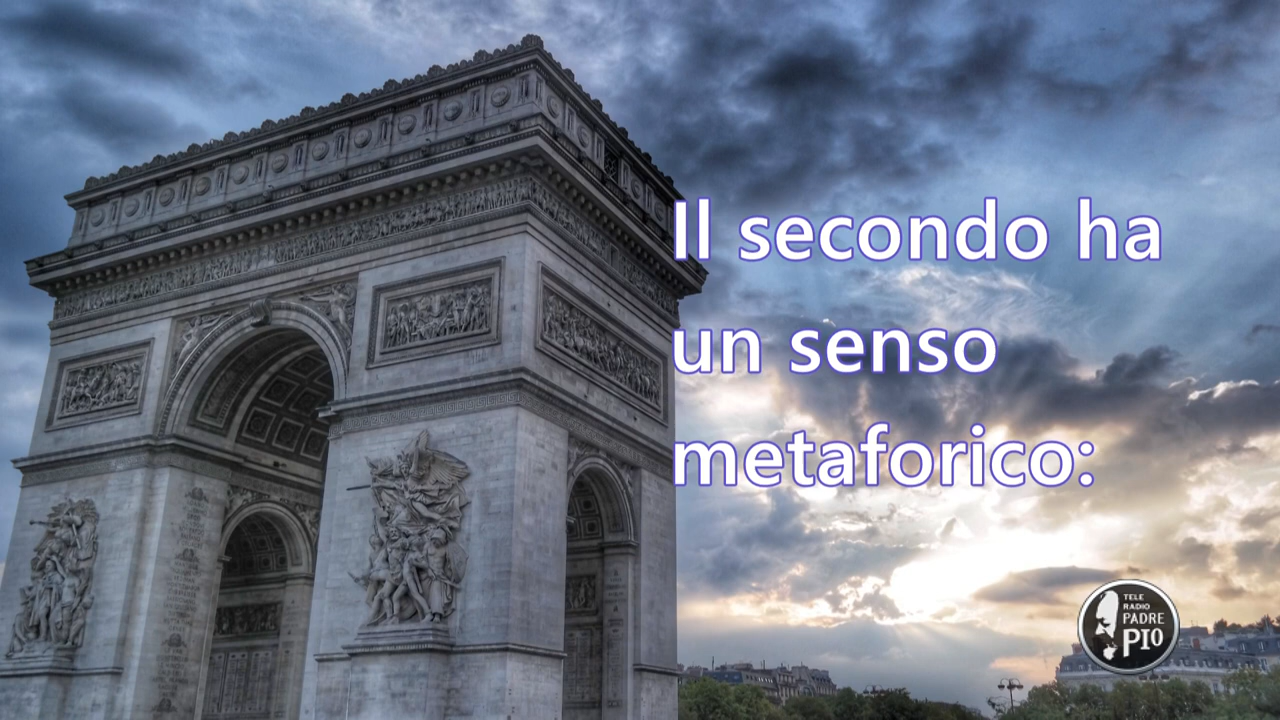 Il secondo ha
un senso
metaforico:
TELE
RADIO
PADRE
PIO